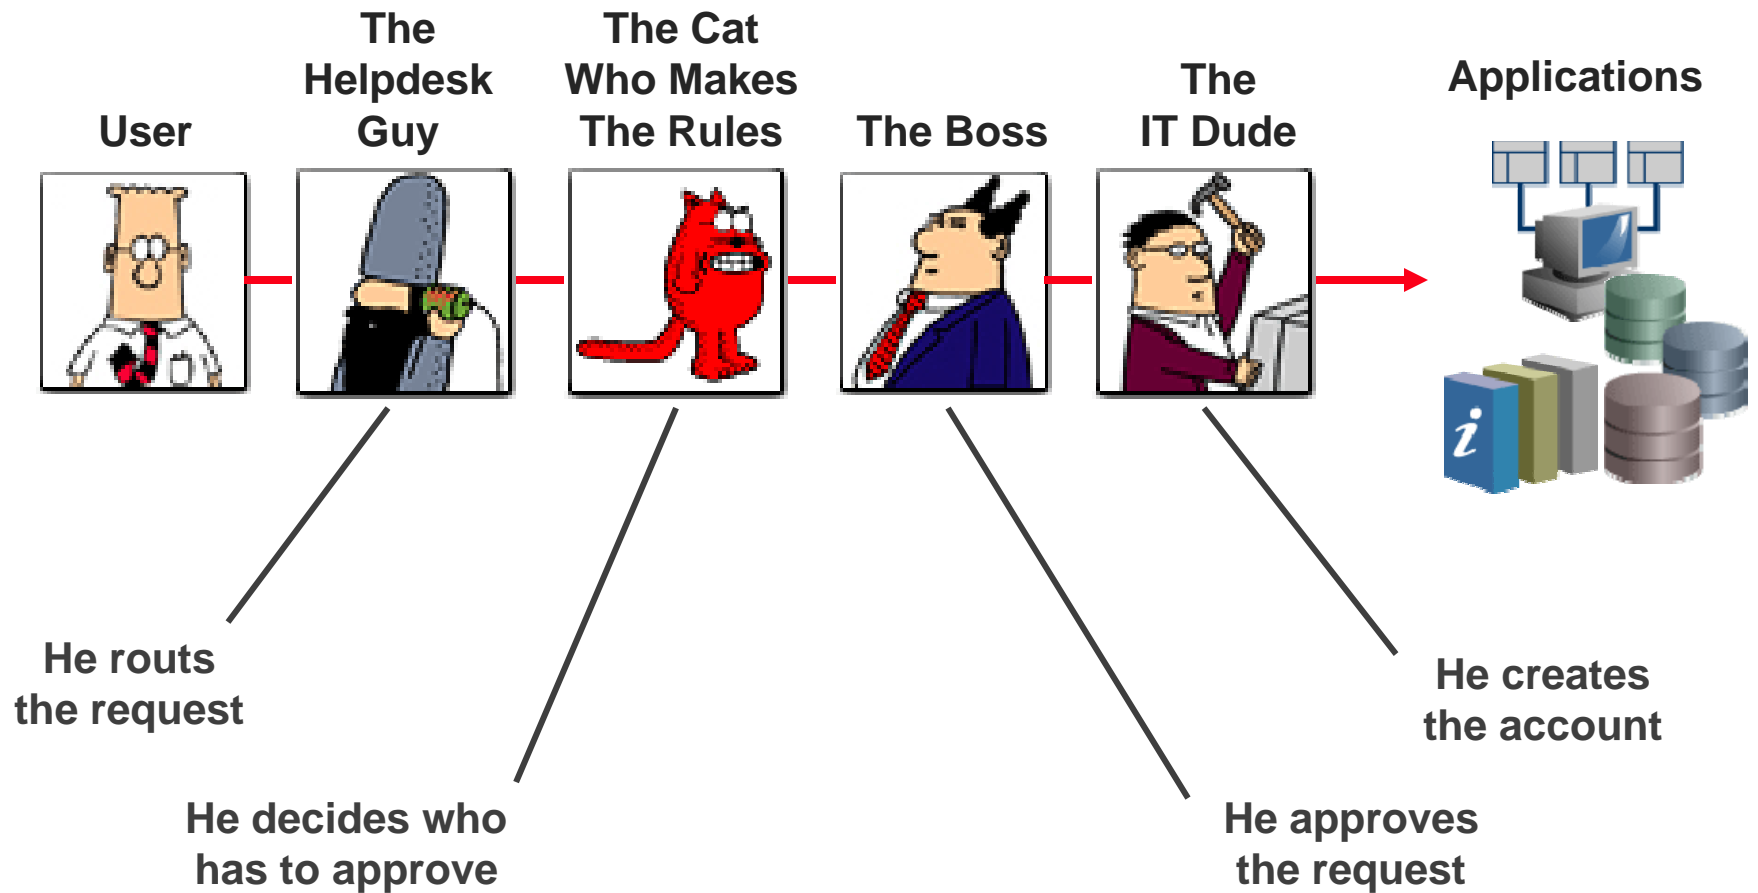 User
The
Helpdesk
Guy
The Cat
Who Makes
The Rules
The Boss
The
IT Dude
Applications
i
He routs
the request
He decides who
has to approve
He approves
the request
He creates
the account